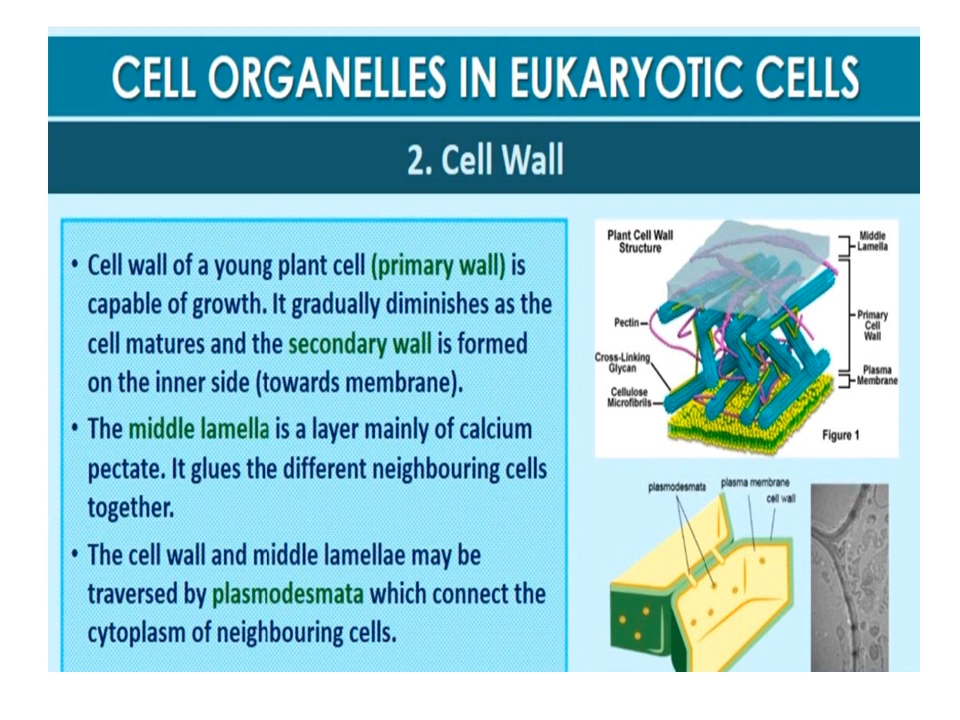 CELL ORGANELLES IN EUKARYOTIC CELLS
2. Cell Wall
• Cell wall of a young plant cell (primary wall) is
capable of growth. It gradually diminishes as the
cell matures and the secondary wall is formed
on the inner side (towards membrane).
• The middle lamella is a layer mainly of calcium
pectate. It glues the different neighbouring cells
together.
• The cell wall and middle lamellae may be
traversed by plasmodesmata which connect the
cytoplasm of neighbouring cells.
Plant Cell Wall
Structure
Middle
Lamella
Pectin
Primary
Cell
Wall
Cross-Linking
Glycan
Plasma
Membrane
Cellulose
Microfibrils
Figure 1
plasmodesmata
plasma membrane
cell wall